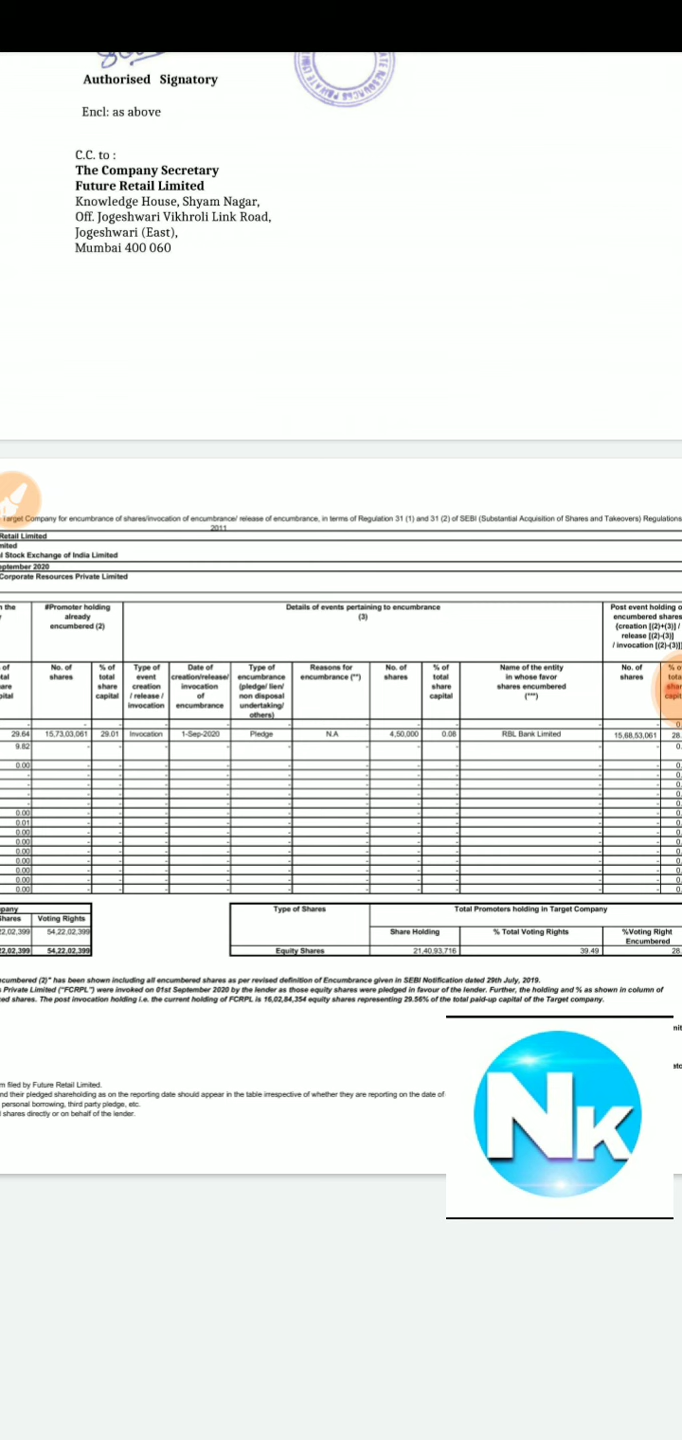 Authorised Signatory
Encl: as above
C.C. to :
The Company Secretary
Future Retail Limited
Knowledge House, Shyam Nagar,
Off. Jogeshwari Vikhroli Link Road,
Jogeshwari (East),
Mumbai 400 060
Target Company for encumbrance of shares/invocation of encumbrance/ release of encumbrance, in terms of Regulation 31 (1) and 31 (2) of SEBI (Substantial Acquisition of Shares and Takeovers) Regulations
2011
Retail Limited
l Stock Exchange of India Limited
2020
Corporate Resources Private Limited
#Promoter holding already encumbered (2)
Details of events pertaining to encumbrance (3)
Post event holding o encumbered shares {creation [(2)+(3)] / release [(2)-(3)] / invocation [(2)-(3)]
No. of shares
% of total share capital
Type of event creation / release / invocation
Date of creation/release/ invocation of encumbrance
Type of encumbrance (pledge/ lien/ non disposal undertaking/ others)
Reasons for encumbrance (**)
No. of shares
% of total share capital
Name of the entity in whose favor shares encumbered (***)
No. of shares
29.64 15,73,03,061 29.01 Invocation 1-Sep-2020 Pledge N.A 4,50,000 0.08 RBL Bank Limited 15,68,53,061 28.
9.82
0.00
0.00
0.01
0.00
0.00
0.00
0.00
0.00
0.00
0.00
Voting Rights
54,22,02,399
54,22,02,399
Type of Shares Total Promoters holding in Target Company
Share Holding % Total Voting Rights %Voting Right Encumbered
Equity Shares 21,40,93,716 39.49 28.
cumbered (2)" has been shown including all encumbered shares as per revised definition of Encumbrance given in SEBI Notification dated 29th July, 2019.
Private Limited ("FCRPL") were invoked on 01st September 2020 by the lender as those equity shares were pledged in favour of the lender. Further, the holding and % as shown in column of
ed shares. The post invocation holding i.e. the current holding of FCRPL is 16,02,84,354 equity shares representing 29.56% of the total paid-up capital of the Target company.
m filed by Future Retail Limited.
nd their pledged shareholding as on the reporting date should appear in the table irrespective of whether they are reporting on the date of
personal borrowing, third party pledge, etc.
shares directly or on behalf of the lender.
NK